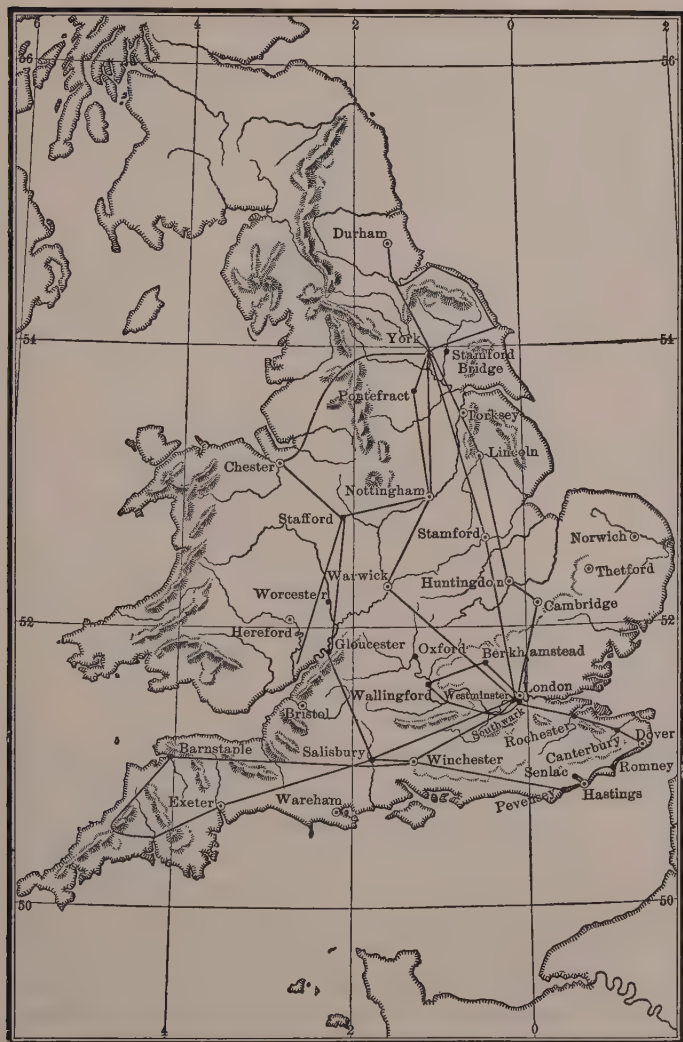 6 4 2 0 2
56 56
Durham
54 York 54
Stamford
Bridge
Pontefract
Torksey
Lincoln
Chester
Nottingham
Stafford
Stamford
Norwich
Thetford
Warwick
Huntingdon
Worcester
Cambridge
52 52
Hereford
Gloucester
Oxford
Berkhamstead
Wallingford
Westminster
London
Bristol
Southwark
Rochester
Dover
Canterbury
Barnstaple
Salisbury
Winchester
Romney
Senlac
Exeter
Wareham
Pevensey
Hastings
50 50
4 2 0